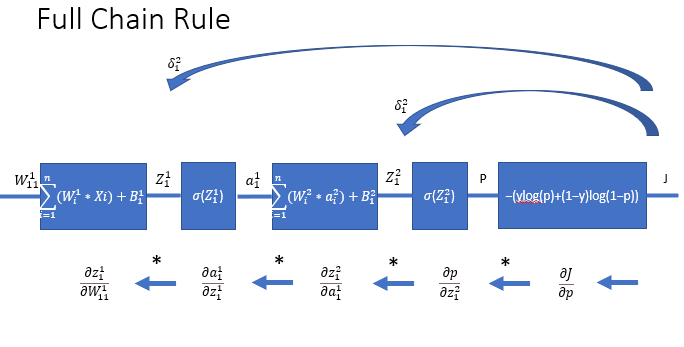 Full Chain Rule
δ₁²
δ₁²
W₁₁¹ ∑ᵢ₌₁ⁿ(Wᵢ¹ * Xi) + B₁¹ Z₁¹ σ(Z₁¹) a₁¹ ∑ᵢ₌₁ⁿ(Wᵢ² * aᵢ²) + B₁² Z₁² σ(Z₁²) P −(ylog(p)+(1−y)log(1−p)) J
* * * *
∂z₁¹/∂W₁₁¹ ∂a₁¹/∂z₁¹ ∂z₁²/∂a₁¹ ∂p/∂z₁² ∂J/∂p